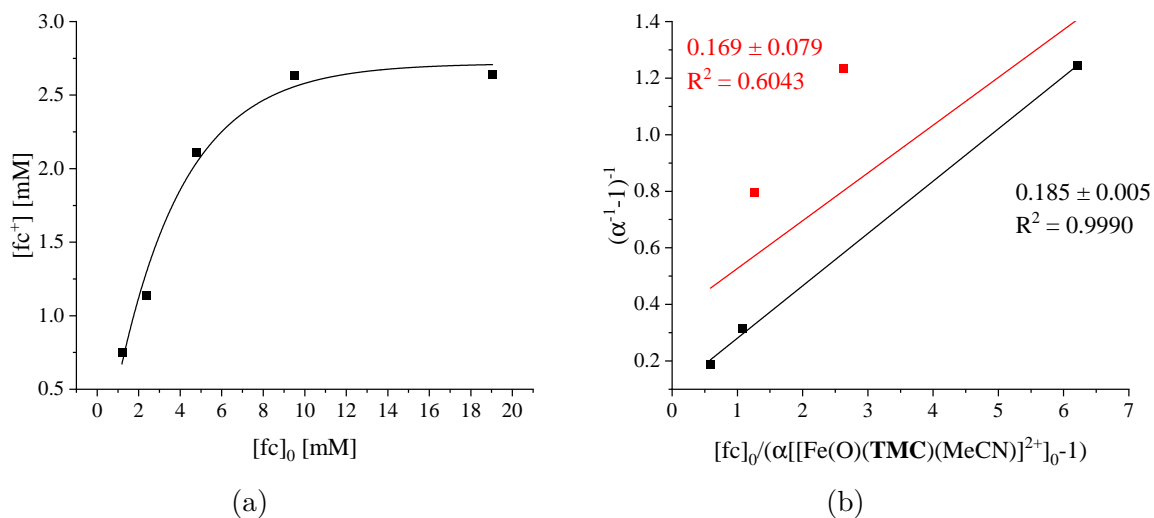 3.0
2.5
2.0
1.5
1.0
0.5
[fc⁺] [mM]
0 2 4 6 8 10 12 14 16 18 20
[fc]₀ [mM]
(a)
1.4
1.2
1.0
0.8
0.6
0.4
0.2
(α⁻¹-1)⁻¹
0.169 ± 0.079
R² = 0.6043
0.185 ± 0.005
R² = 0.9990
0 1 2 3 4 5 6 7
[fc]₀/(α[[Fe(O)(TMC)(MeCN)]²⁺]₀-1)
(b)